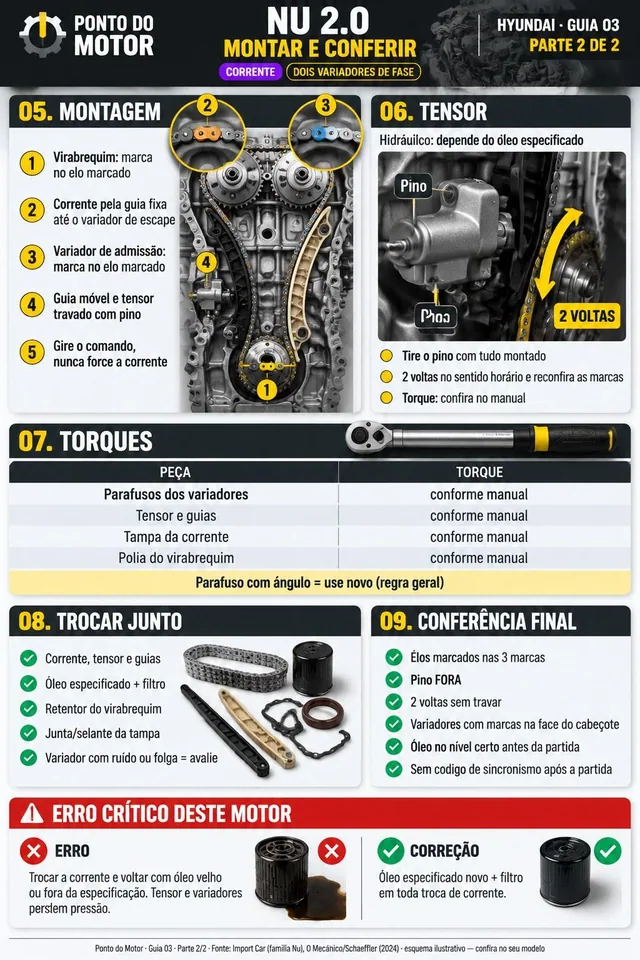 PONTO DO
MOTOR
NU 2.0
MONTAR E CONFERIR
CORRENTE
DOIS VARIADORES DE FASE
HYUNDAI · GUIA 03
PARTE 2 DE 2
05. MONTAGEM
1 Virabrequim: marca
no elo marcado
2 Corrente pela guia fixa
até o variador de escape
3 Variador de admissão:
marca no elo marcado
4 Guia móvel e tensor
travado com pino
5 Gire o comando,
nunca force a corrente
2
3
4
1
06. TENSOR
Hidráuilco: depende do óleo especificado
Pino
Pino
2 VOLTAS
Tire o pino com tudo montado
2 voltas no sentido horário e reconfira as marcas
Torque: confira no manual
07. TORQUES
PEÇA TORQUE
Parafusos dos variadores conforme manual
Tensor e guias conforme manual
Tampa da corrente conforme manual
Polia do virabrequim conforme manual
Parafuso com ângulo = use novo (regra geral)
08. TROCAR JUNTO
Corrente, tensor e guias
Óleo especificado + filtro
Retentor do virabrequim
Junta/selante da tampa
Variador com ruído ou folga = avalie
09. CONFERÊNCIA FINAL
Élos marcados nas 3 marcas
Pino FORA
2 voltas sem travar
Variadores com marcas na face do cabeçote
Óleo no nível certo antes da partida
Sem codigo de sincronismo após a partida
ERRO CRÍTICO DESTE MOTOR
ERRO
Trocar a corrente e voltar com óleo velho
ou fora da especificação. Tensor e variadores
perslem pressão.
CORREÇÃO
Óleo especificado novo + filtro
em toda troca de corrente.
Ponto do Motor · Guia 03 · Parte 2/2 · Fonte: Import Car (família Nu), O Mecánico/Schaeffler (2024) · esquema ilustrativo — confira no seu modelo